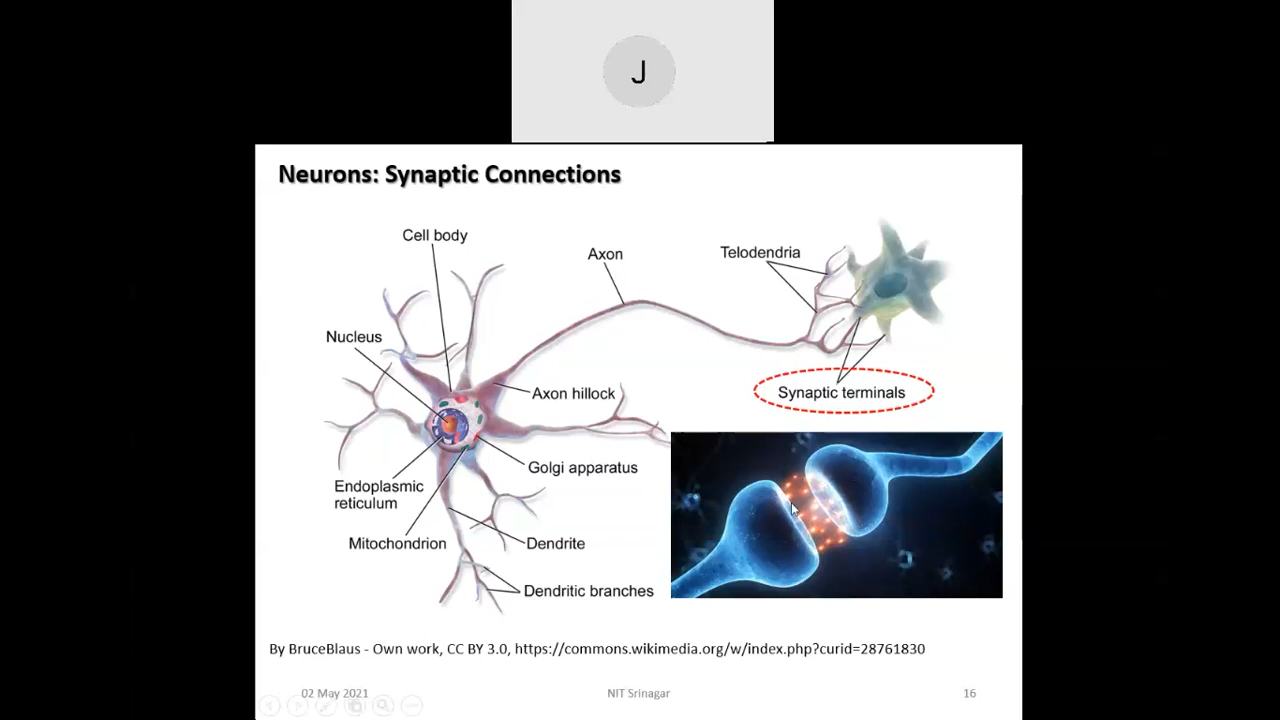 J
Neurons: Synaptic Connections
Cell body
Axon
Telodendria
Nucleus
Axon hillock
Synaptic terminals
Golgi apparatus
Endoplasmic
reticulum
Mitochondrion
Dendrite
Dendritic branches
By BruceBlaus - Own work, CC BY 3.0, https://commons.wikimedia.org/w/index.php?curid=28761830
02 May 2021
NIT Srinagar
16